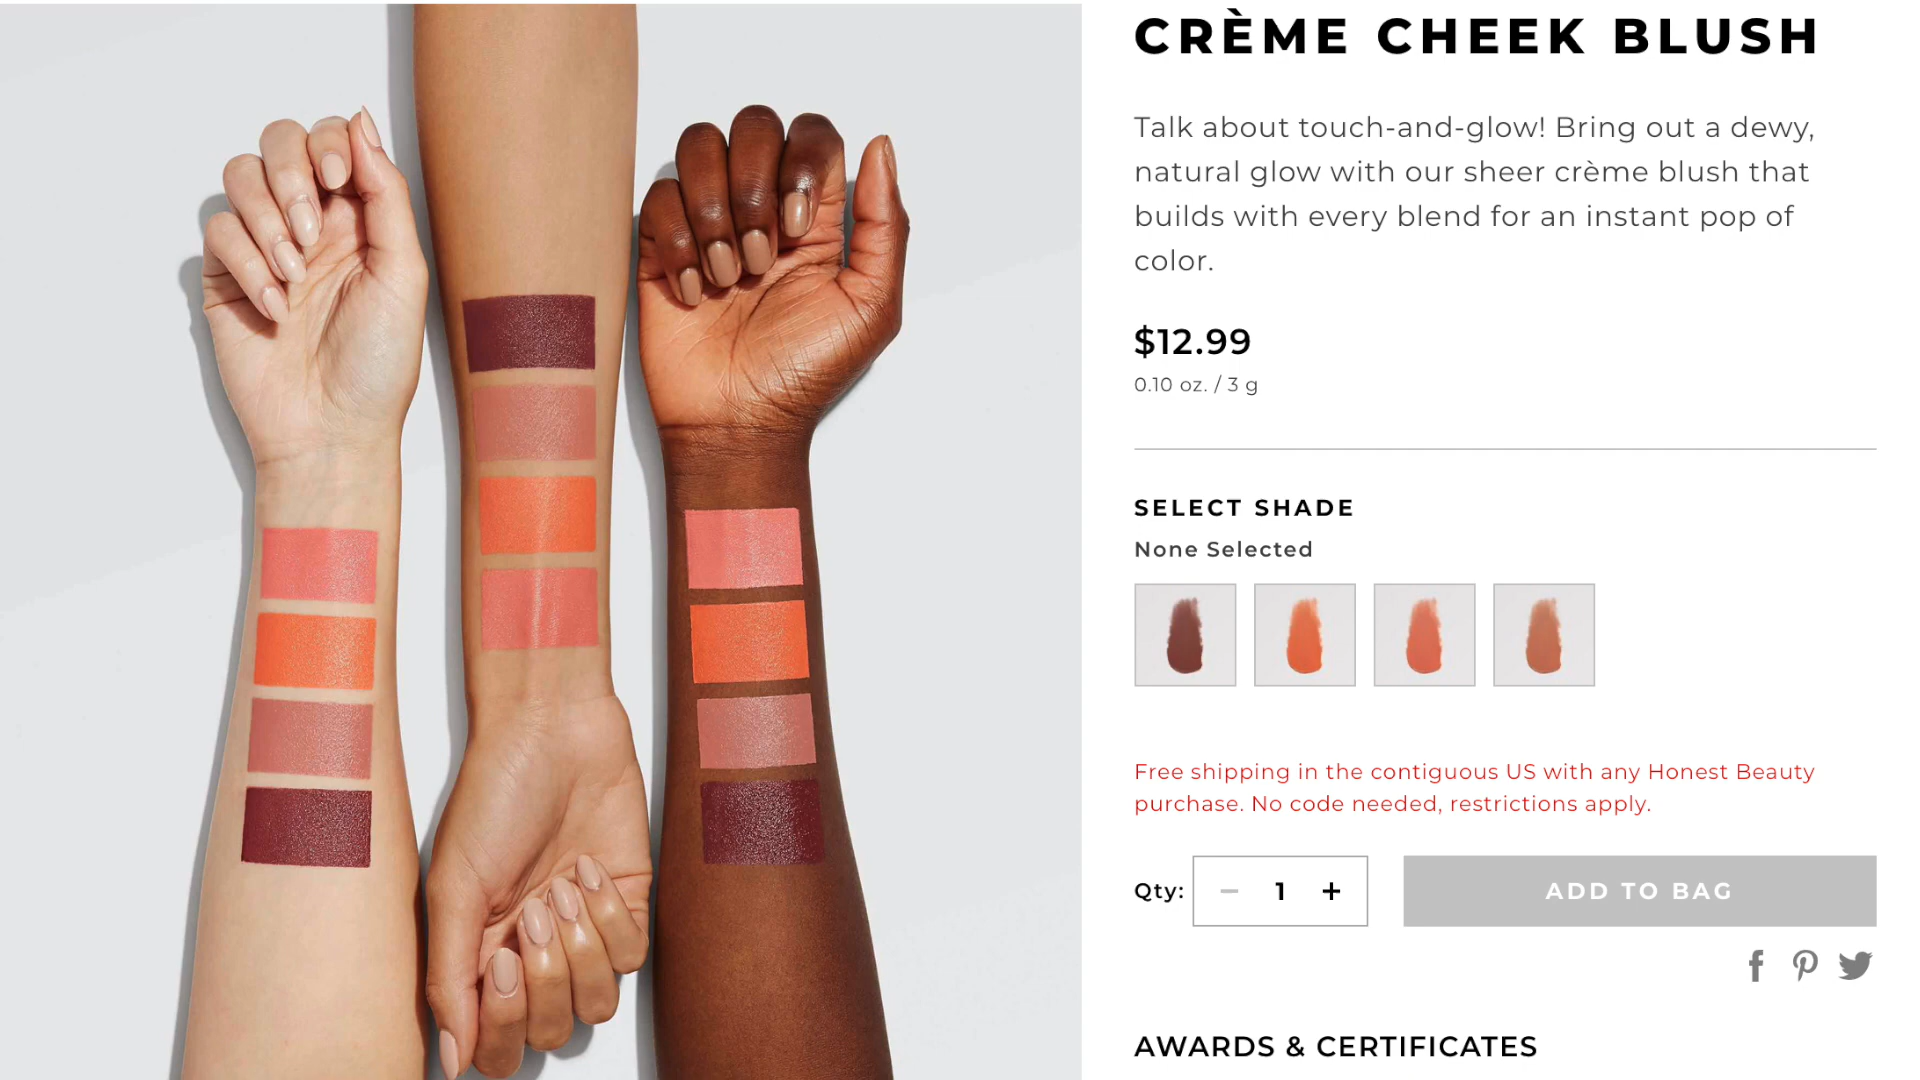 CRÈME CHEEK BLUSH
Talk about touch-and-glow! Bring out a dewy,
natural glow with our sheer crème blush that
builds with every blend for an instant pop of
color.
$12.99
0.10 oz. / 3 g
SELECT SHADE
None Selected
Free shipping in the contiguous US with any Honest Beauty
purchase. No code needed, restrictions apply.
Qty: − 1 + ADD TO BAG
AWARDS & CERTIFICATES